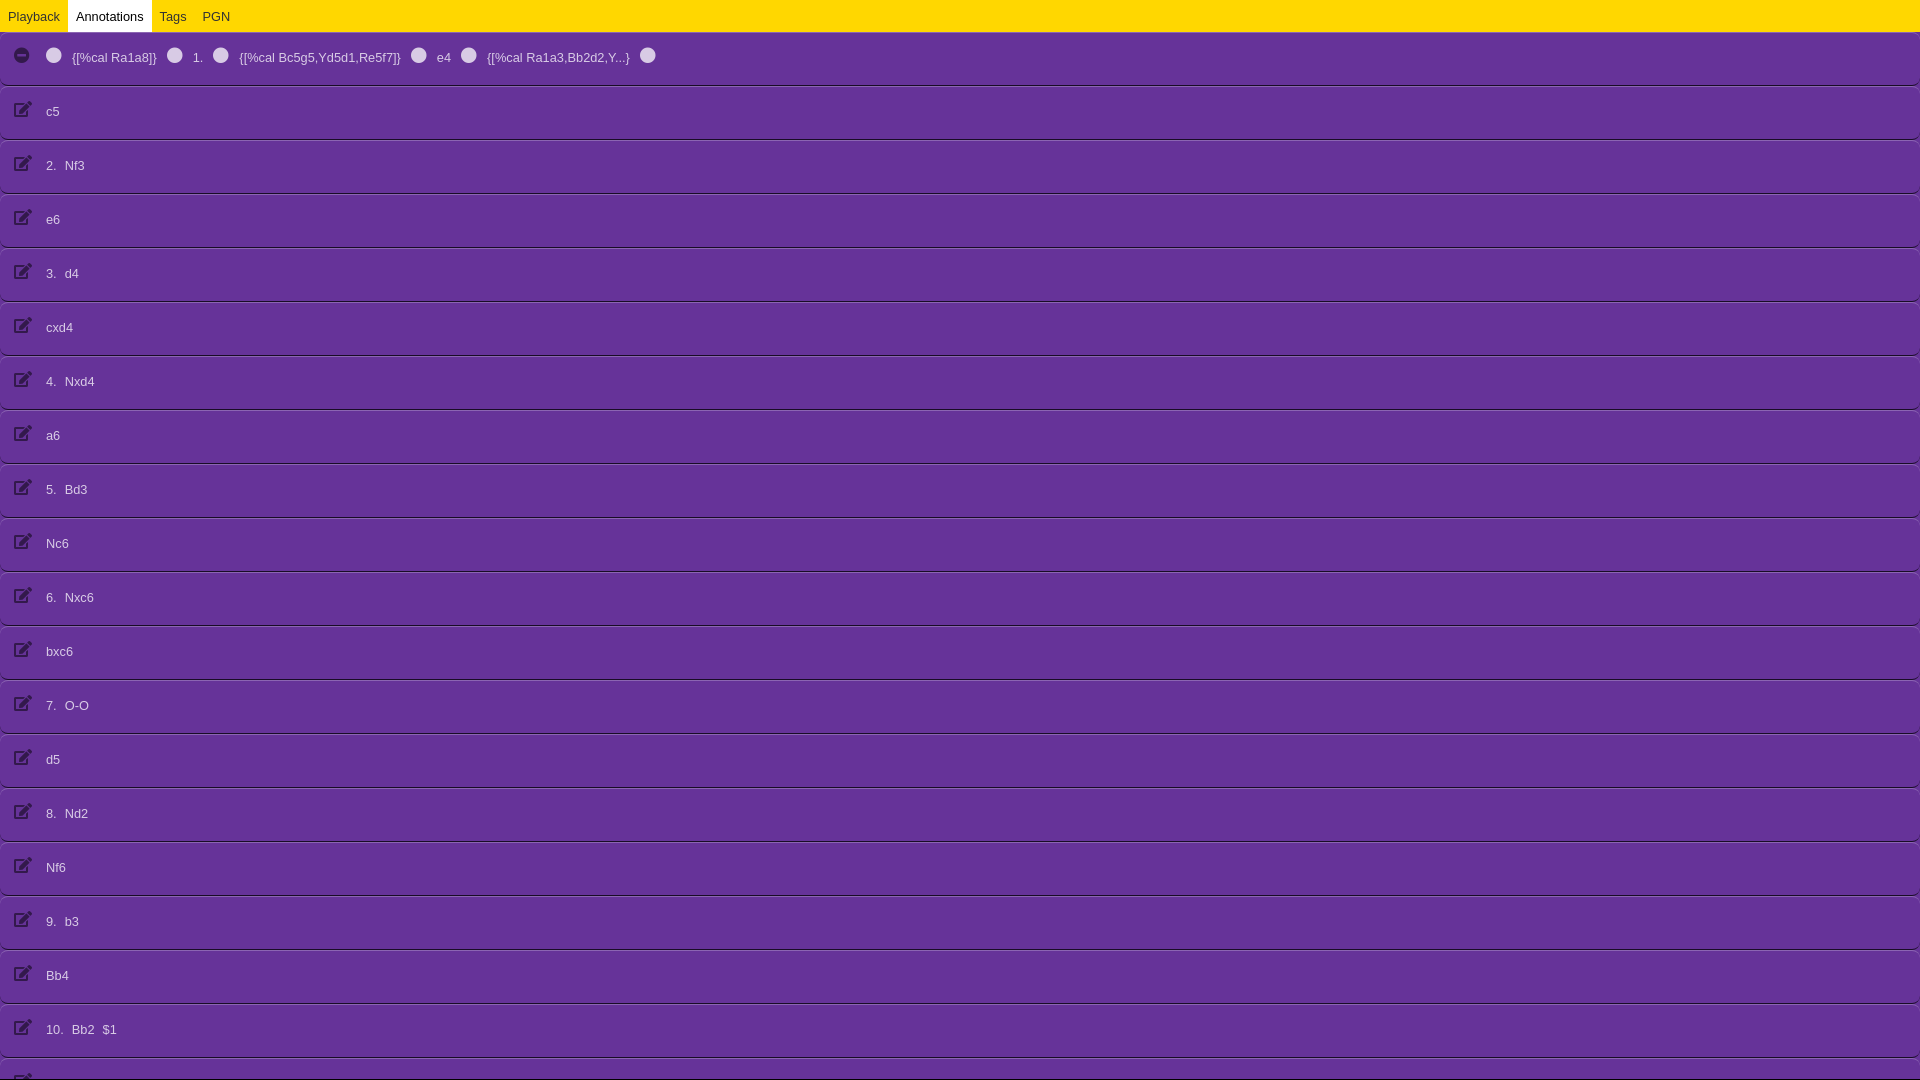 Playback Annotations Tags PGN
{[%cal Ra1a8]} 1. {[%cal Bc5g5,Yd5d1,Re5f7]} e4 {[%cal Ra1a3,Bb2d2,Y...}
c5
2. Nf3
e6
3. d4
cxd4
4. Nxd4
a6
5. Bd3
Nc6
6. Nxc6
bxc6
7. O-O
d5
8. Nd2
Nf6
9. b3
Bb4
10. Bb2 $1